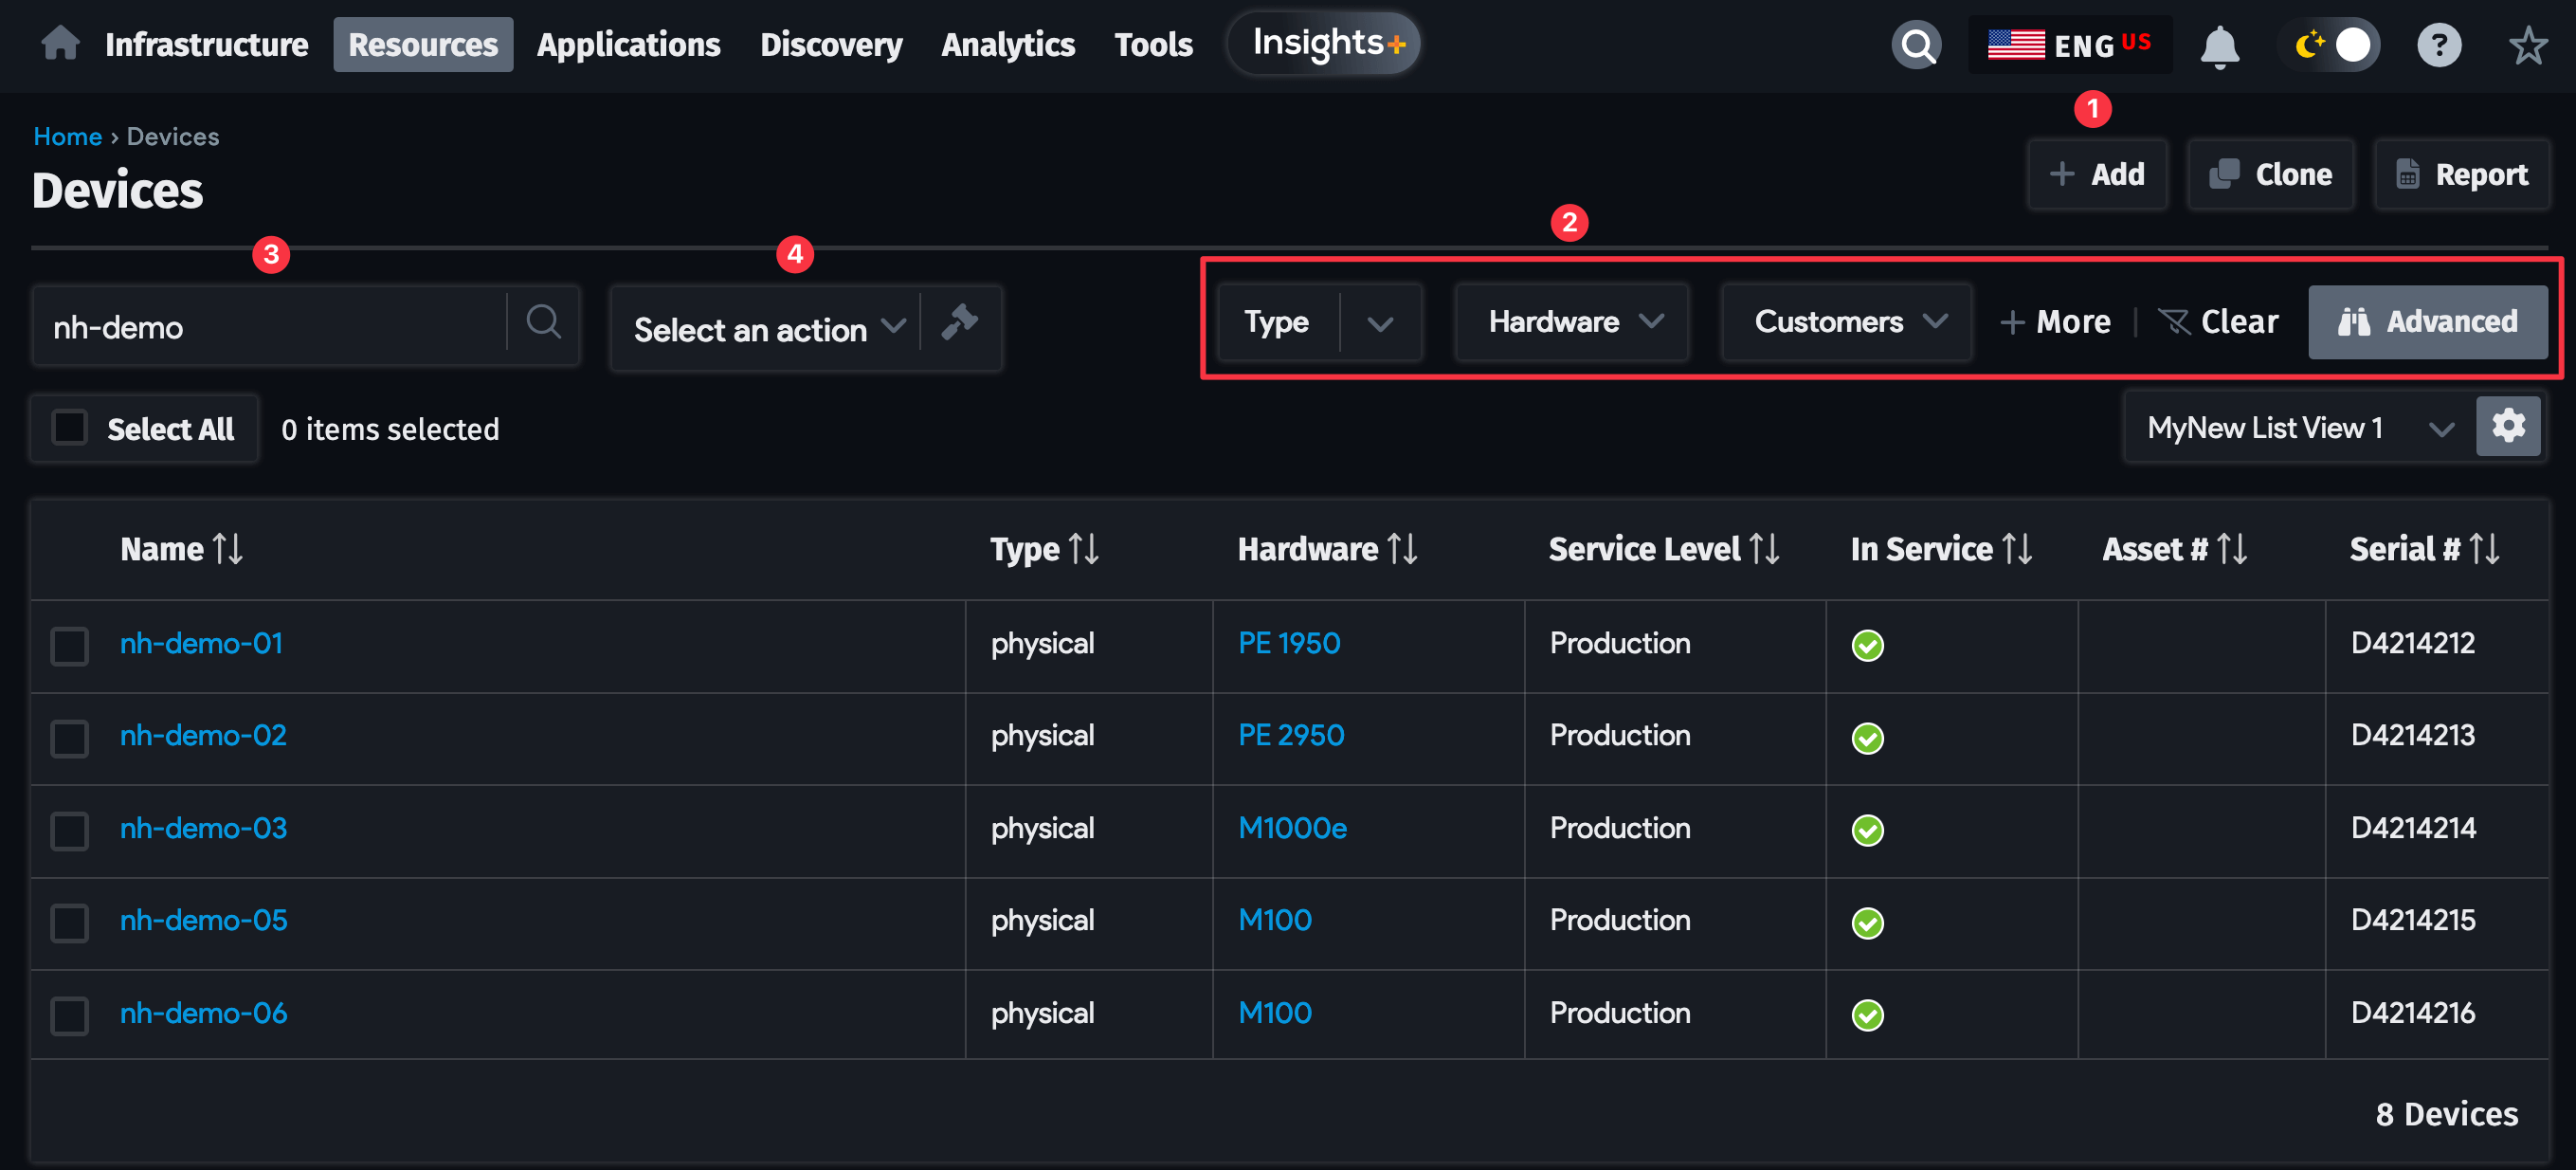 Infrastructure Resources Applications Discovery Analytics Tools Insights+ ENG US ?
1
Home › Devices
Devices
+ Add Clone Report
2
3 4
nh-demo Select an action Type Hardware Customers + More | Clear Advanced
Select All 0 items selected MyNew List View 1
Name Type Hardware Service Level In Service Asset # Serial #
nh-demo-01 physical PE 1950 Production D4214212
nh-demo-02 physical PE 2950 Production D4214213
nh-demo-03 physical M1000e Production D4214214
nh-demo-05 physical M100 Production D4214215
nh-demo-06 physical M100 Production D4214216
8 Devices